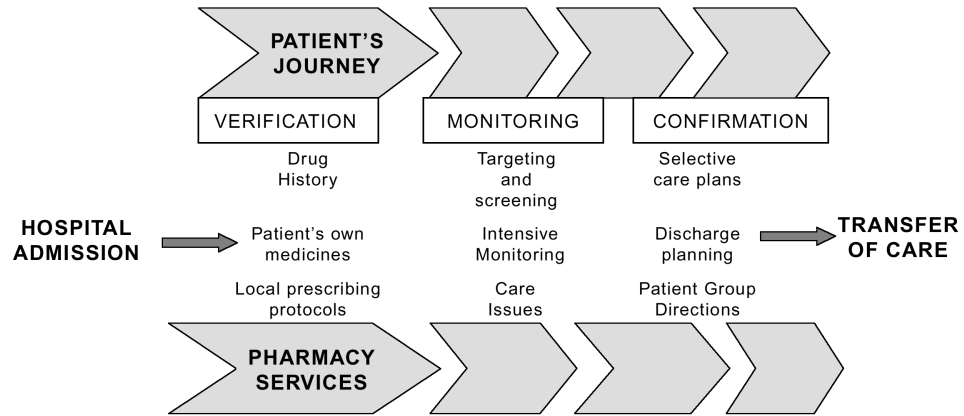 PATIENT’S
JOURNEY
VERIFICATION
MONITORING
CONFIRMATION
Drug
History
Targeting
and
screening
Selective
care plans
HOSPITAL
ADMISSION
Patient’s own
medicines
Intensive
Monitoring
Discharge
planning
TRANSFER
OF CARE
Local prescribing
protocols
Care
Issues
Patient Group
Directions
PHARMACY
SERVICES